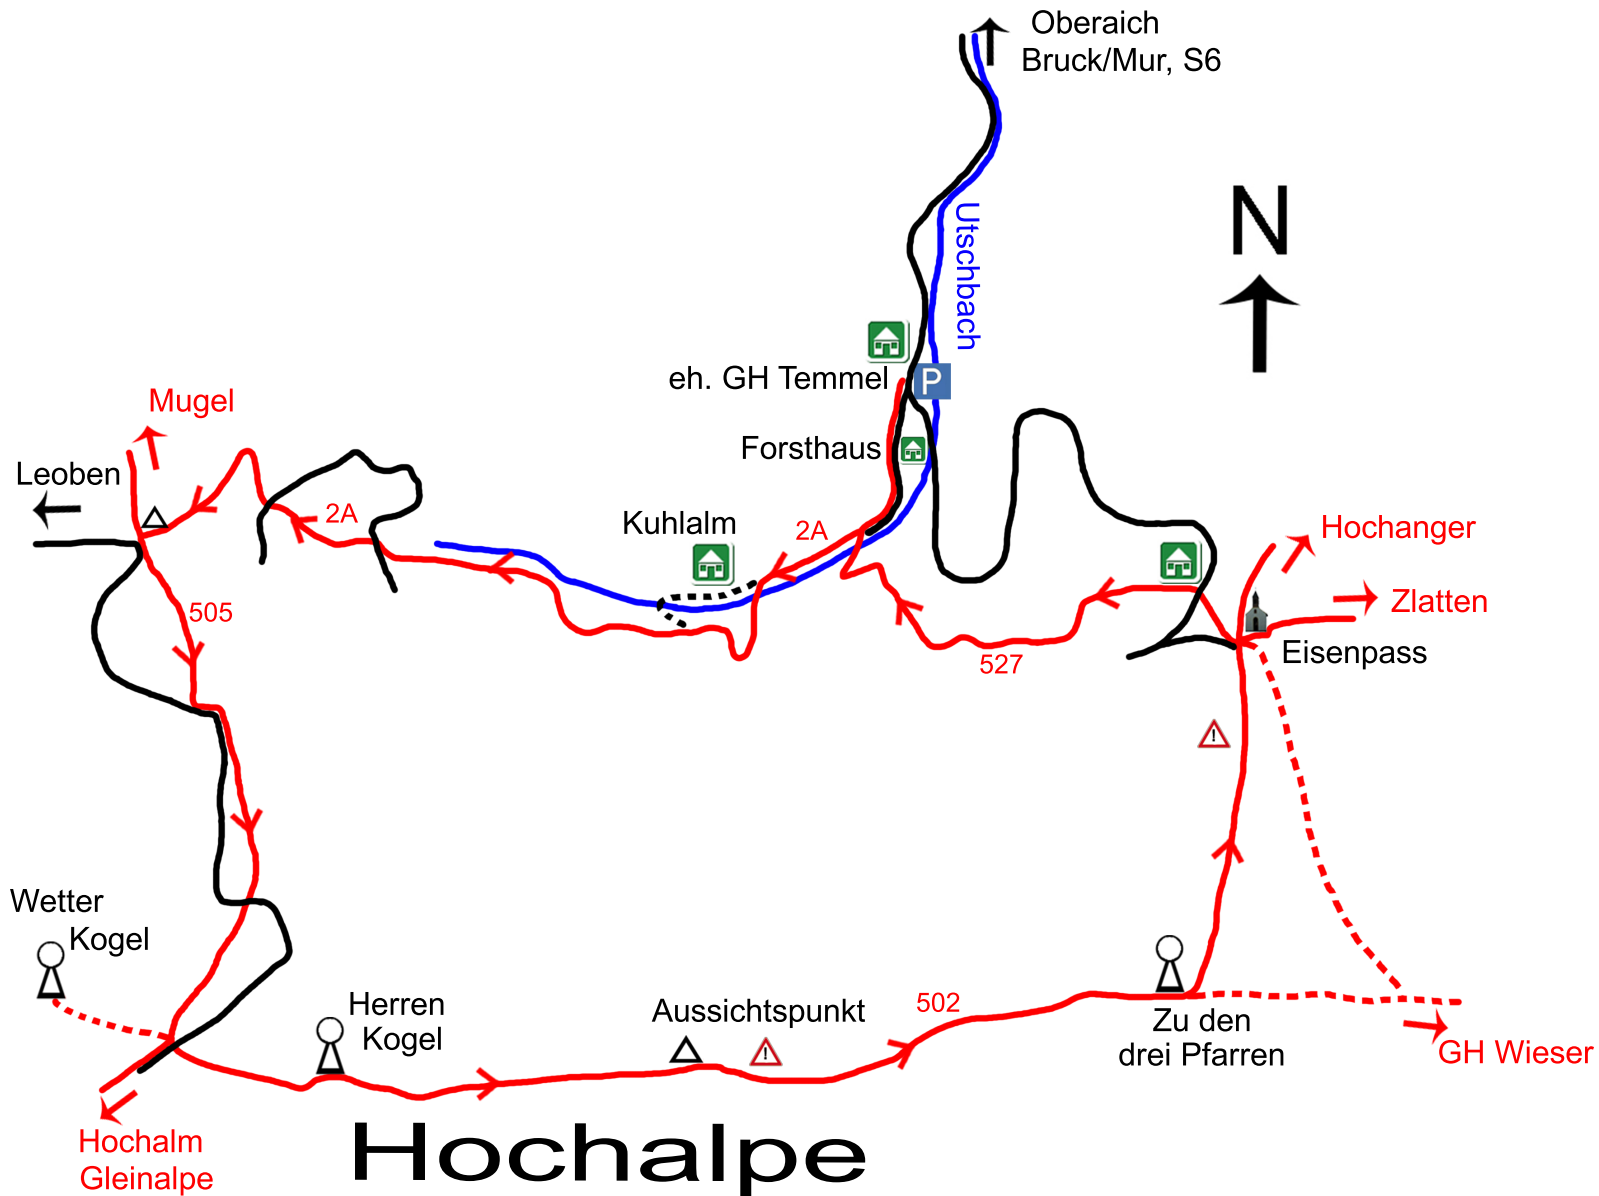 Oberaich
Bruck/Mur, S6
N
Utschbach
eh. GH Temmel
P
Mugel
Forsthaus
Leoben
2A
Kuhlalm
2A
Hochanger
Zlatten
505
527
Eisenpass
!
Wetter
Kogel
Herren
Kogel
Aussichtspunkt
!
502
Zu den
drei Pfarren
GH Wieser
Hochalm
Gleinalpe
Hochalpe